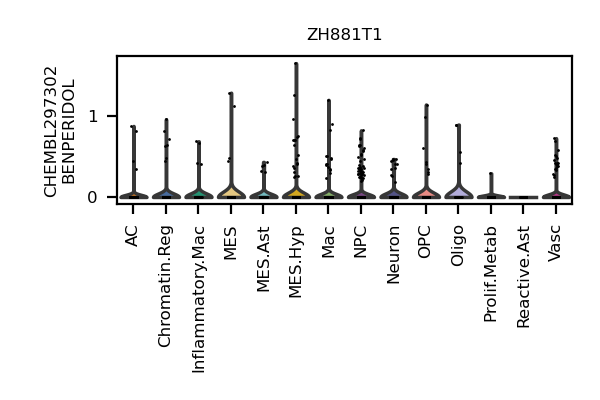 ZH881T1
CHEMBL297302
BENPERIDOL
1
0
AC
Chromatin.Reg
Inflammatory.Mac
MES
MES.Ast
MES.Hyp
Mac
NPC
Neuron
OPC
Oligo
Prolif.Metab
Reactive.Ast
Vasc